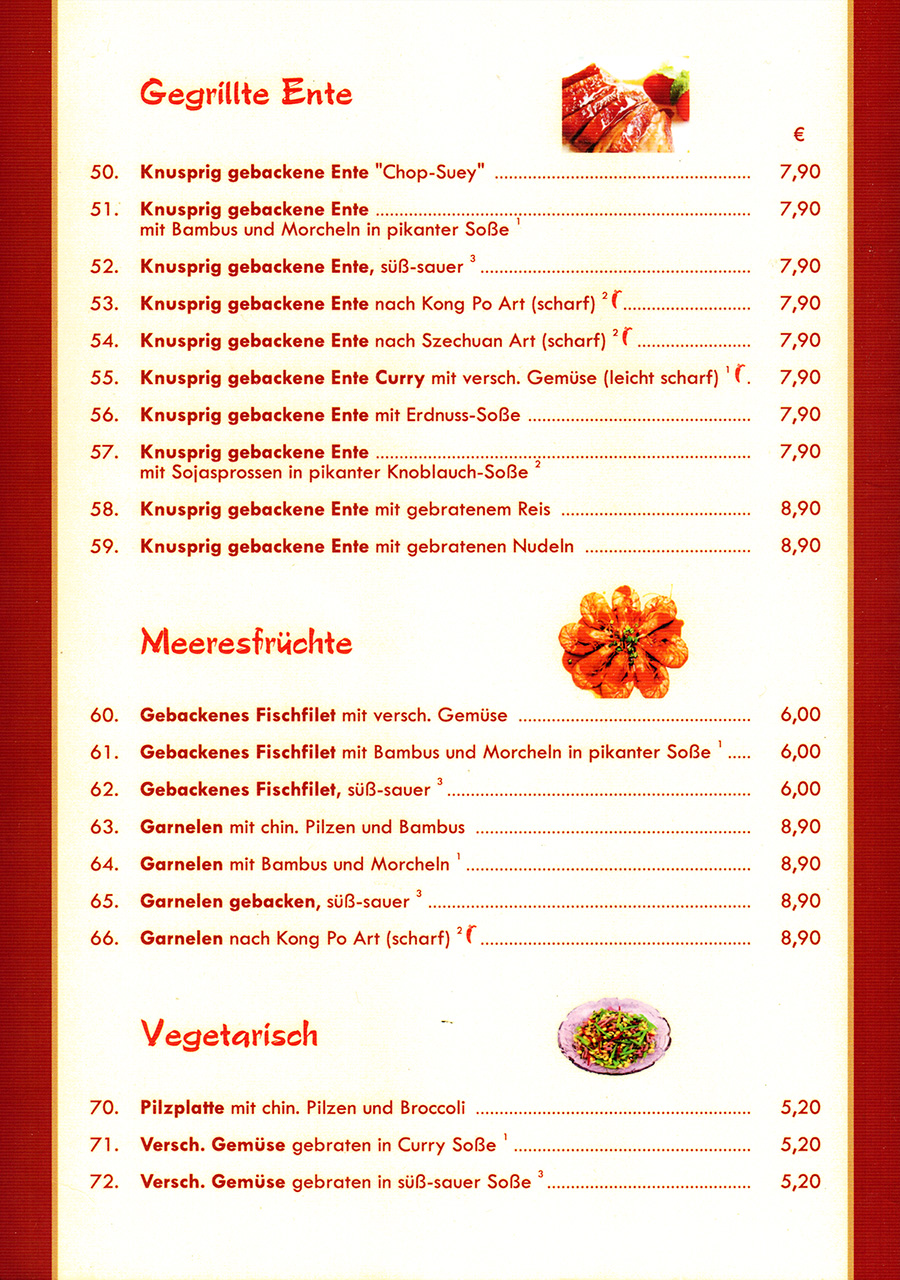 Gegrillte Ente
€
50. Knusprig gebackene Ente "Chop-Suey" 7,90
51. Knusprig gebackene Ente 7,90
mit Bambus und Morcheln in pikanter Soße 1
52. Knusprig gebackene Ente, süß-sauer 3 7,90
53. Knusprig gebackene Ente nach Kong Po Art (scharf) 2 7,90
54. Knusprig gebackene Ente nach Szechuan Art (scharf) 2 7,90
55. Knusprig gebackene Ente Curry mit versch. Gemüse (leicht scharf) 1 7,90
56. Knusprig gebackene Ente mit Erdnuss-Soße 7,90
57. Knusprig gebackene Ente 7,90
mit Sojasprossen in pikanter Knoblauch-Soße 2
58. Knusprig gebackene Ente mit gebratenem Reis 8,90
59. Knusprig gebackene Ente mit gebratenen Nudeln 8,90
Meeresfrüchte
60. Gebackenes Fischfilet mit versch. Gemüse 6,00
61. Gebackenes Fischfilet mit Bambus und Morcheln in pikanter Soße 1 6,00
62. Gebackenes Fischfilet, süß-sauer 3 6,00
63. Garnelen mit chin. Pilzen und Bambus 8,90
64. Garnelen mit Bambus und Morcheln 1 8,90
65. Garnelen gebacken, süß-sauer 3 8,90
66. Garnelen nach Kong Po Art (scharf) 2 8,90
Vegetarisch
70. Pilzplatte mit chin. Pilzen und Broccoli 5,20
71. Versch. Gemüse gebraten in Curry Soße 1 5,20
72. Versch. Gemüse gebraten in süß-sauer Soße 3 5,20